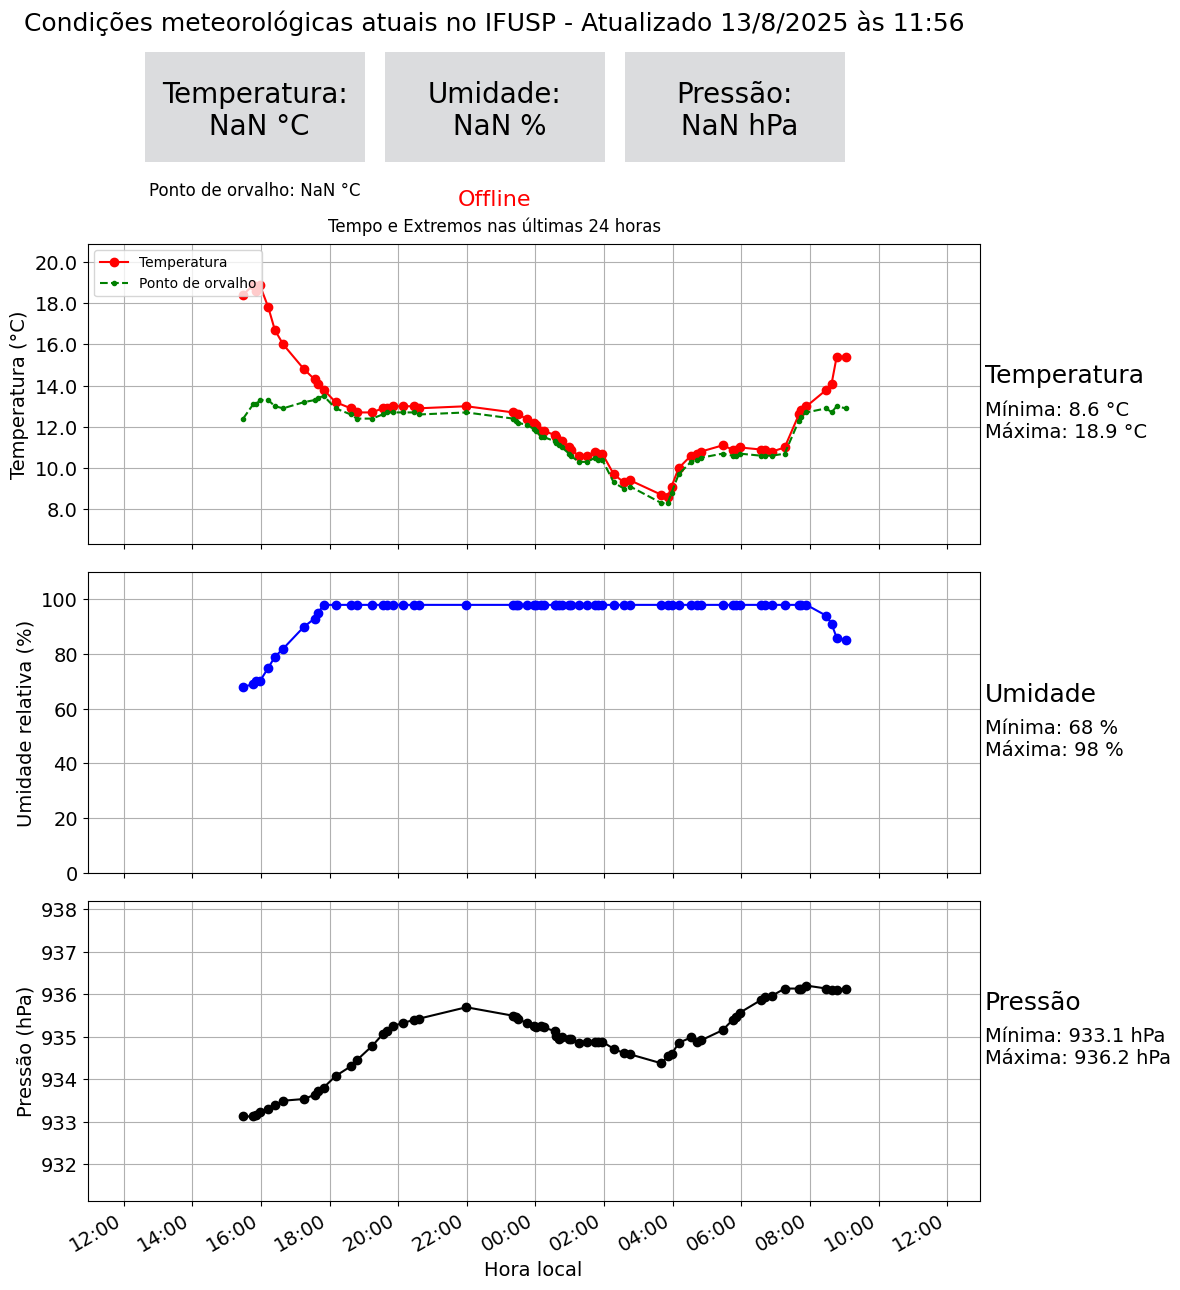 Condições meteorológicas atuais no IFUSP - Atualizado 13/8/2025 às 11:56
Temperatura:
NaN °C
Umidade:
NaN %
Pressão:
NaN hPa
Ponto de orvalho: NaN °C
Offline
Tempo e Extremos nas últimas 24 horas
Temperatura
Ponto de orvalho
Temperatura (°C)
20.0
18.0
16.0
14.0
12.0
10.0
8.0
Temperatura
Mínima: 8.6 °C
Máxima: 18.9 °C
Umidade relativa (%)
100
80
60
40
20
0
Umidade
Mínima: 68 %
Máxima: 98 %
Pressão (hPa)
938
937
936
935
934
933
932
Pressão
Mínima: 933.1 hPa
Máxima: 936.2 hPa
12:00 14:00 16:00 18:00 20:00 22:00 00:00 02:00 04:00 06:00 08:00 10:00 12:00
Hora local